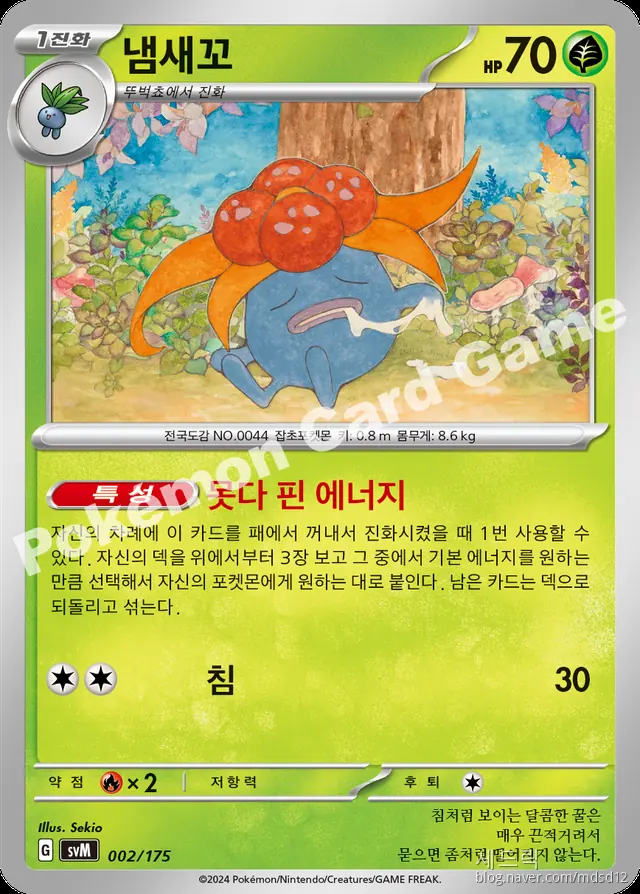 1진화
냄새꼬
HP 70
뚜벅쵸에서 진화
Pokémon Card Game
전국도감 NO.0044 잡초포켓몬 키: 0.8 m 몸무게: 8.6 kg
특성 못다 핀 에너지
자신의 차례에 이 카드를 패에서 꺼내서 진화시켰을 때 1번 사용할 수
있다. 자신의 덱을 위에서부터 3장 보고 그 중에서 기본 에너지를 원하는
만큼 선택해서 자신의 포켓몬에게 원하는 대로 붙인다. 남은 카드는 덱으로
되돌리고 섞는다.
침 30
약점 ×2 저항력 후퇴
침처럼 보이는 달콤한 꿀은
매우 끈적거려서
묻으면 좀처럼 떨어지지 않는다.
Illus. Sekio
G svM 002/175
blog.naver.com/mdsd12
©2024 Pokémon/Nintendo/Creatures/GAME FREAK.